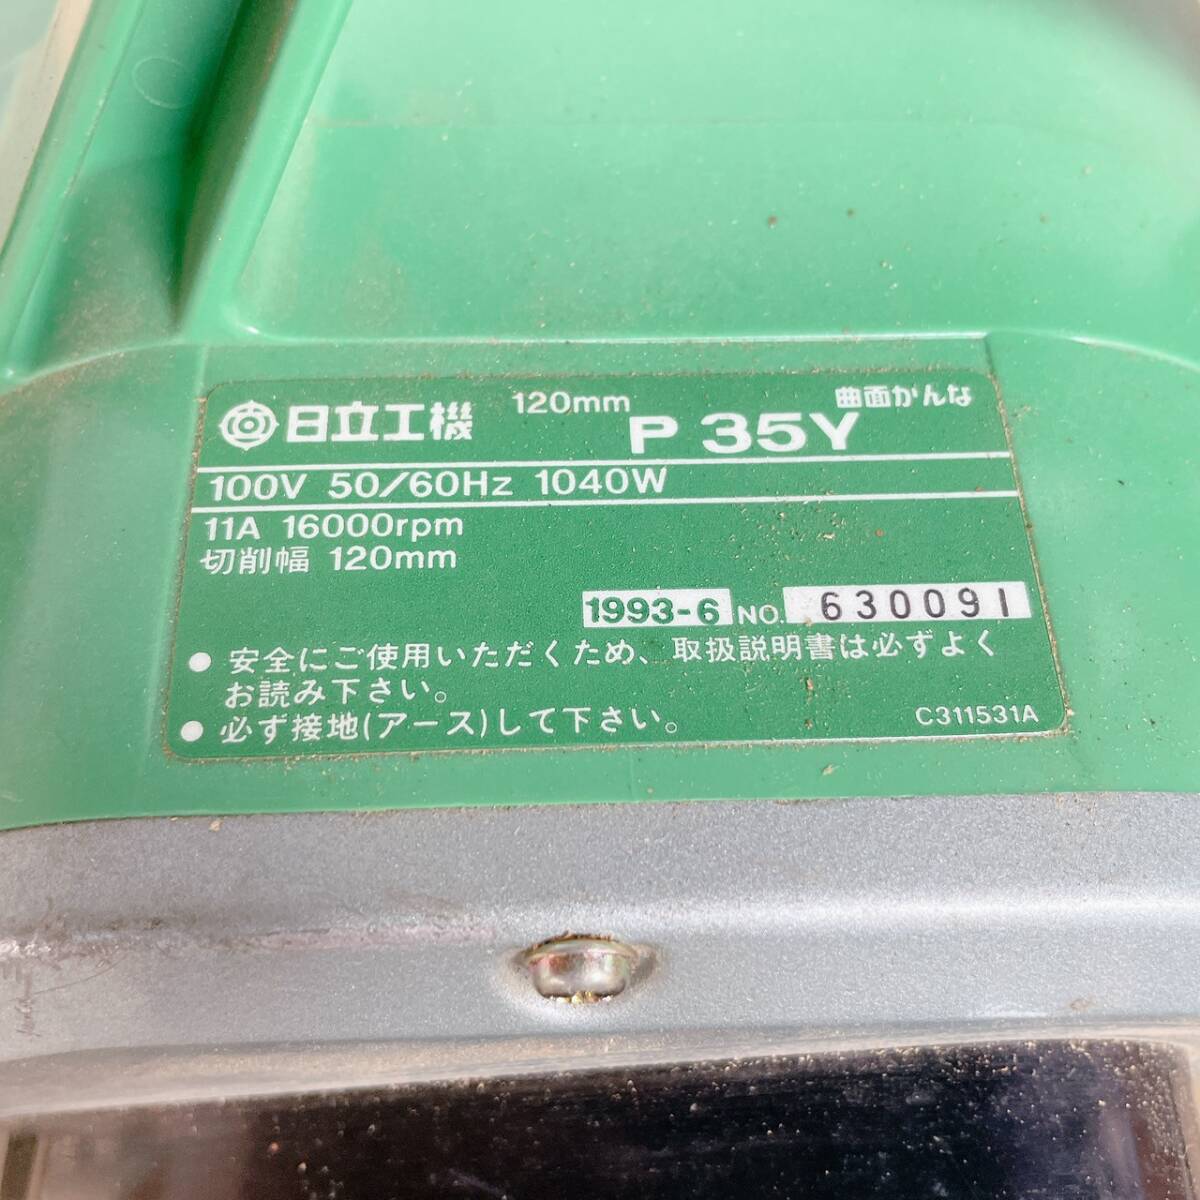 日立工機 120mm P 35Y 曲面かんな
100V 50/60Hz 1040W
11A 16000rpm
切削幅 120mm
1993-6 NO. 630091
● 安全にご使用いただくため、取扱説明書は必ずよく
お読み下さい。
● 必ず接地(アース)して下さい。
C311531A